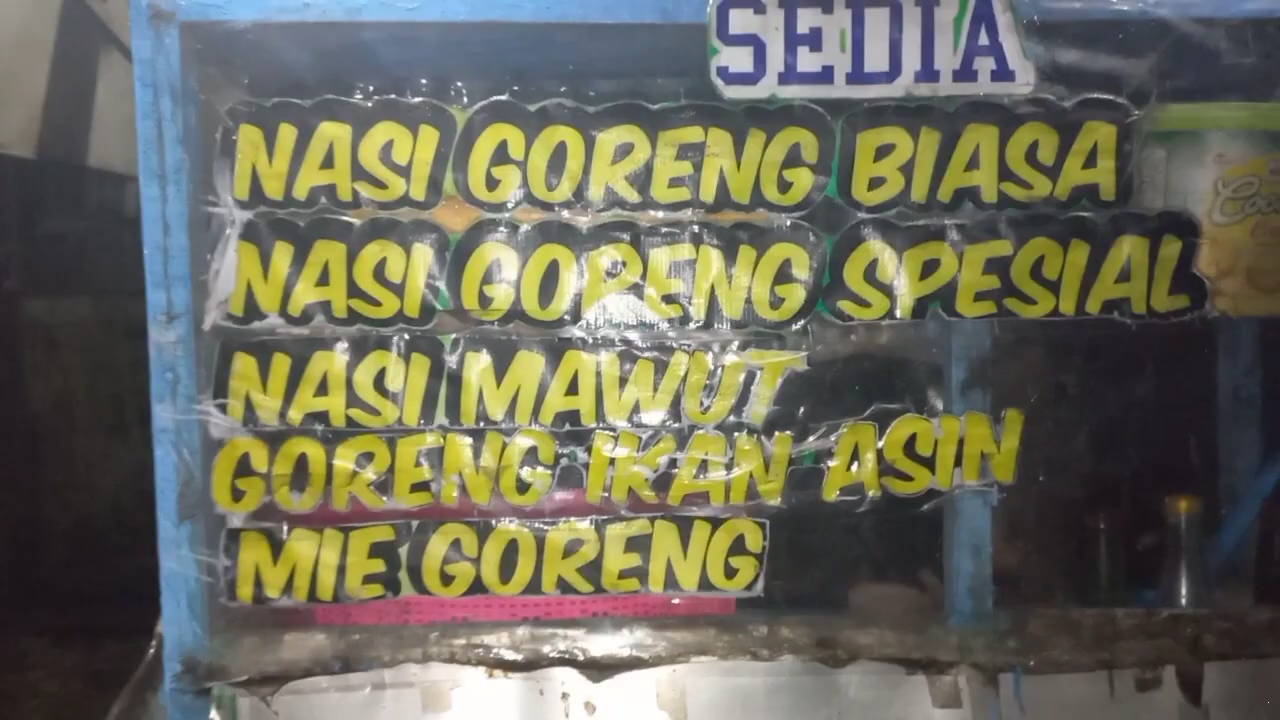 SEDIA
NASI GORENG BIASA
NASI GORENG SPESIAL
NASI MAWUT
GORENG IKAN ASIN
MIE GORENG